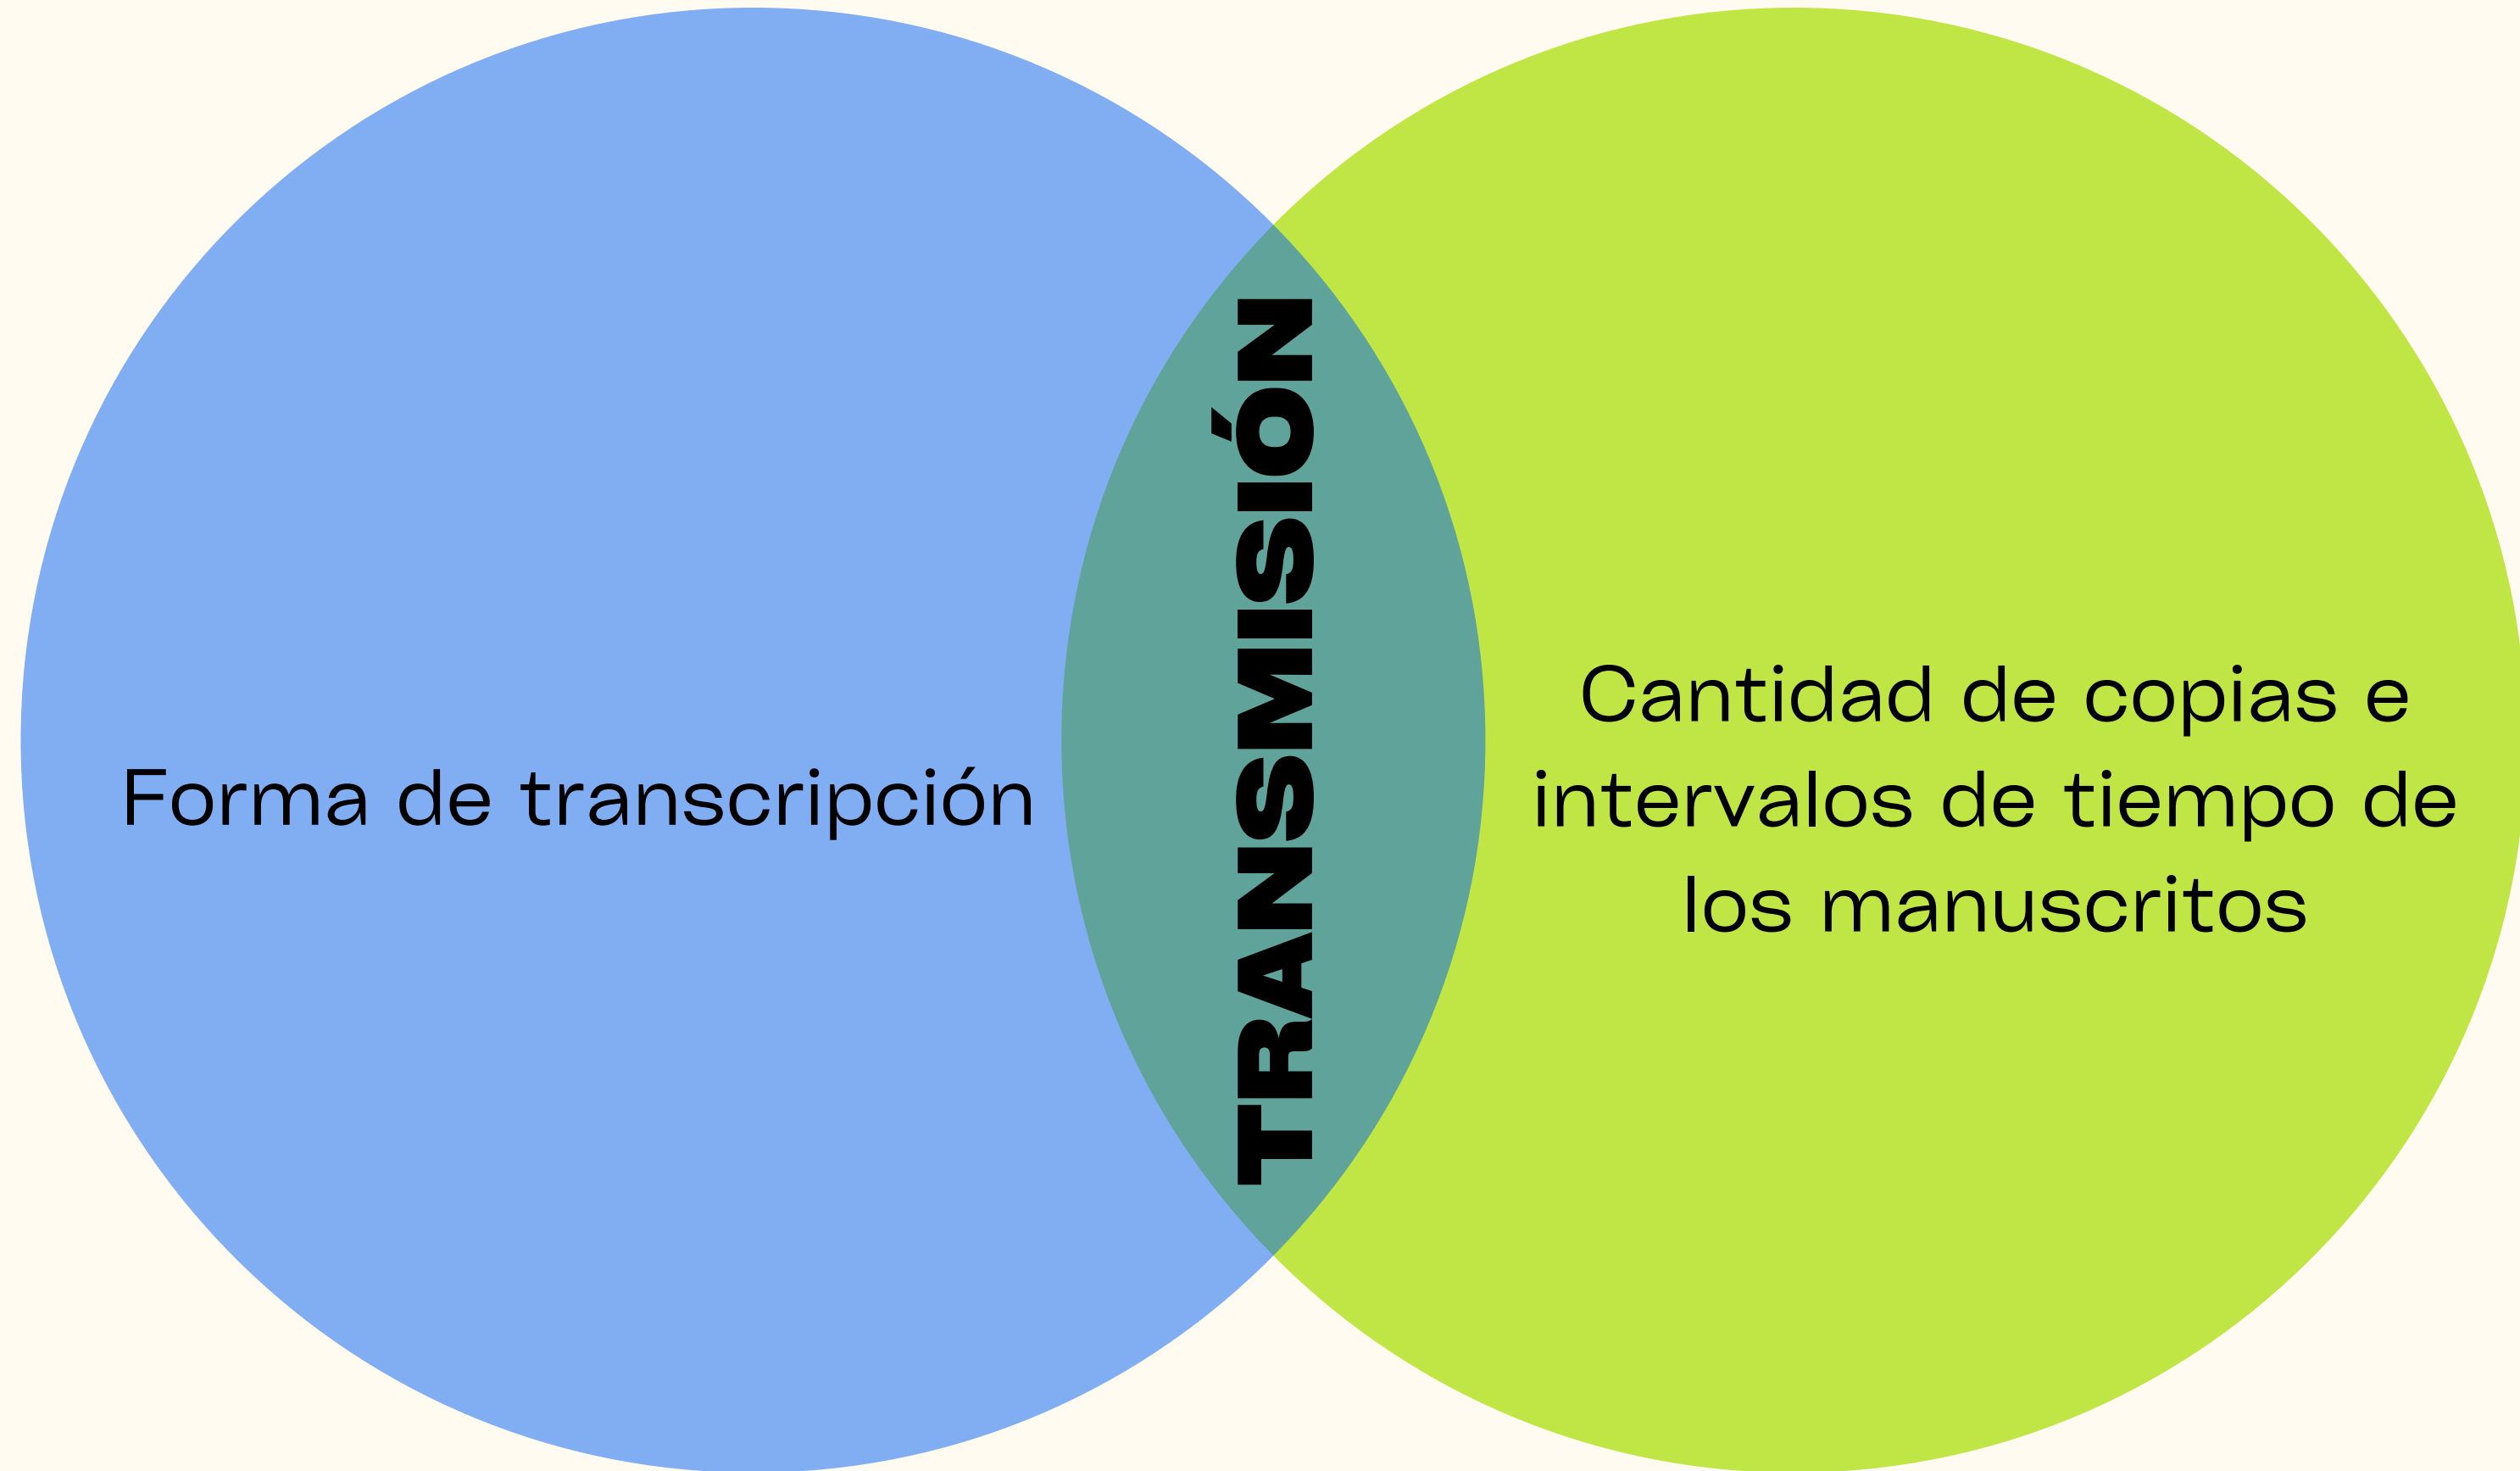 Forma de transcripción
TRANSMISIÓN
Cantidad de copias e
intervalos de tiempo de
los manuscritos